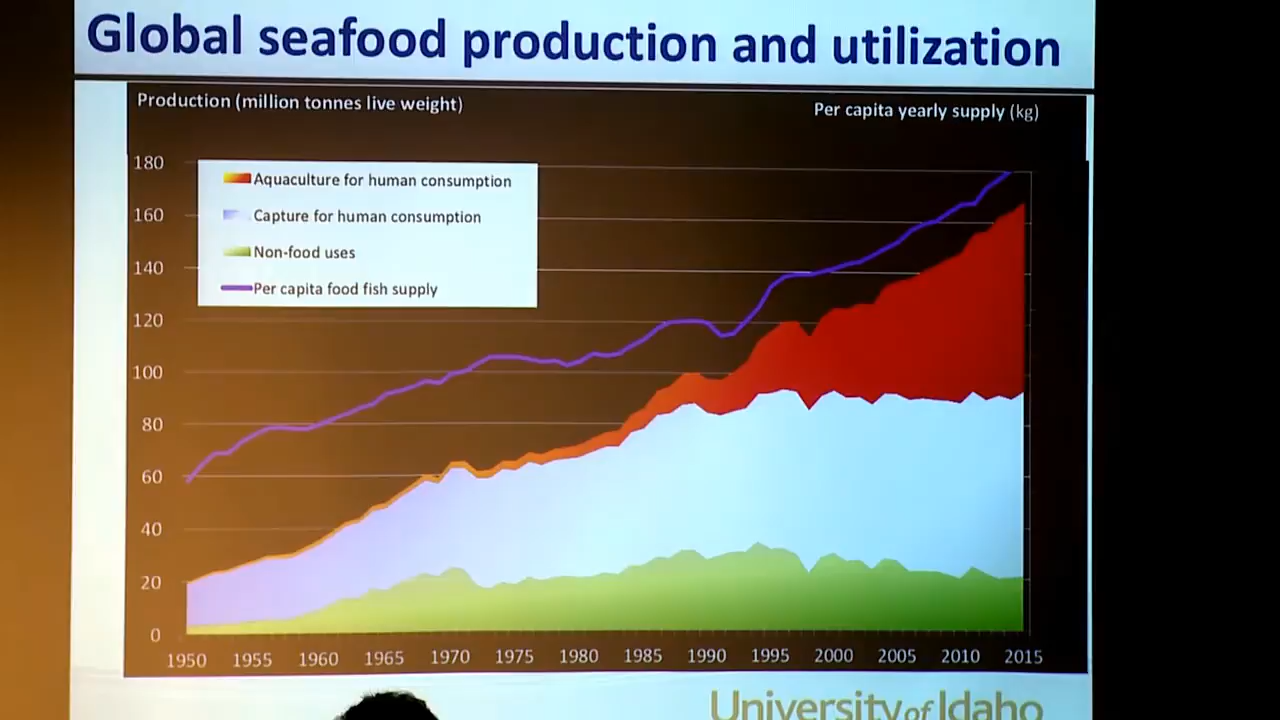 Global seafood production and utilization
Production (million tonnes live weight)
Per capita yearly supply (kg)
180
160
140
120
100
80
60
40
20
0
Aquaculture for human consumption
Capture for human consumption
Non-food uses
Per capita food fish supply
1950 1955 1960 1965 1970 1975 1980 1985 1990 1995 2000 2005 2010 2015
University of Idaho